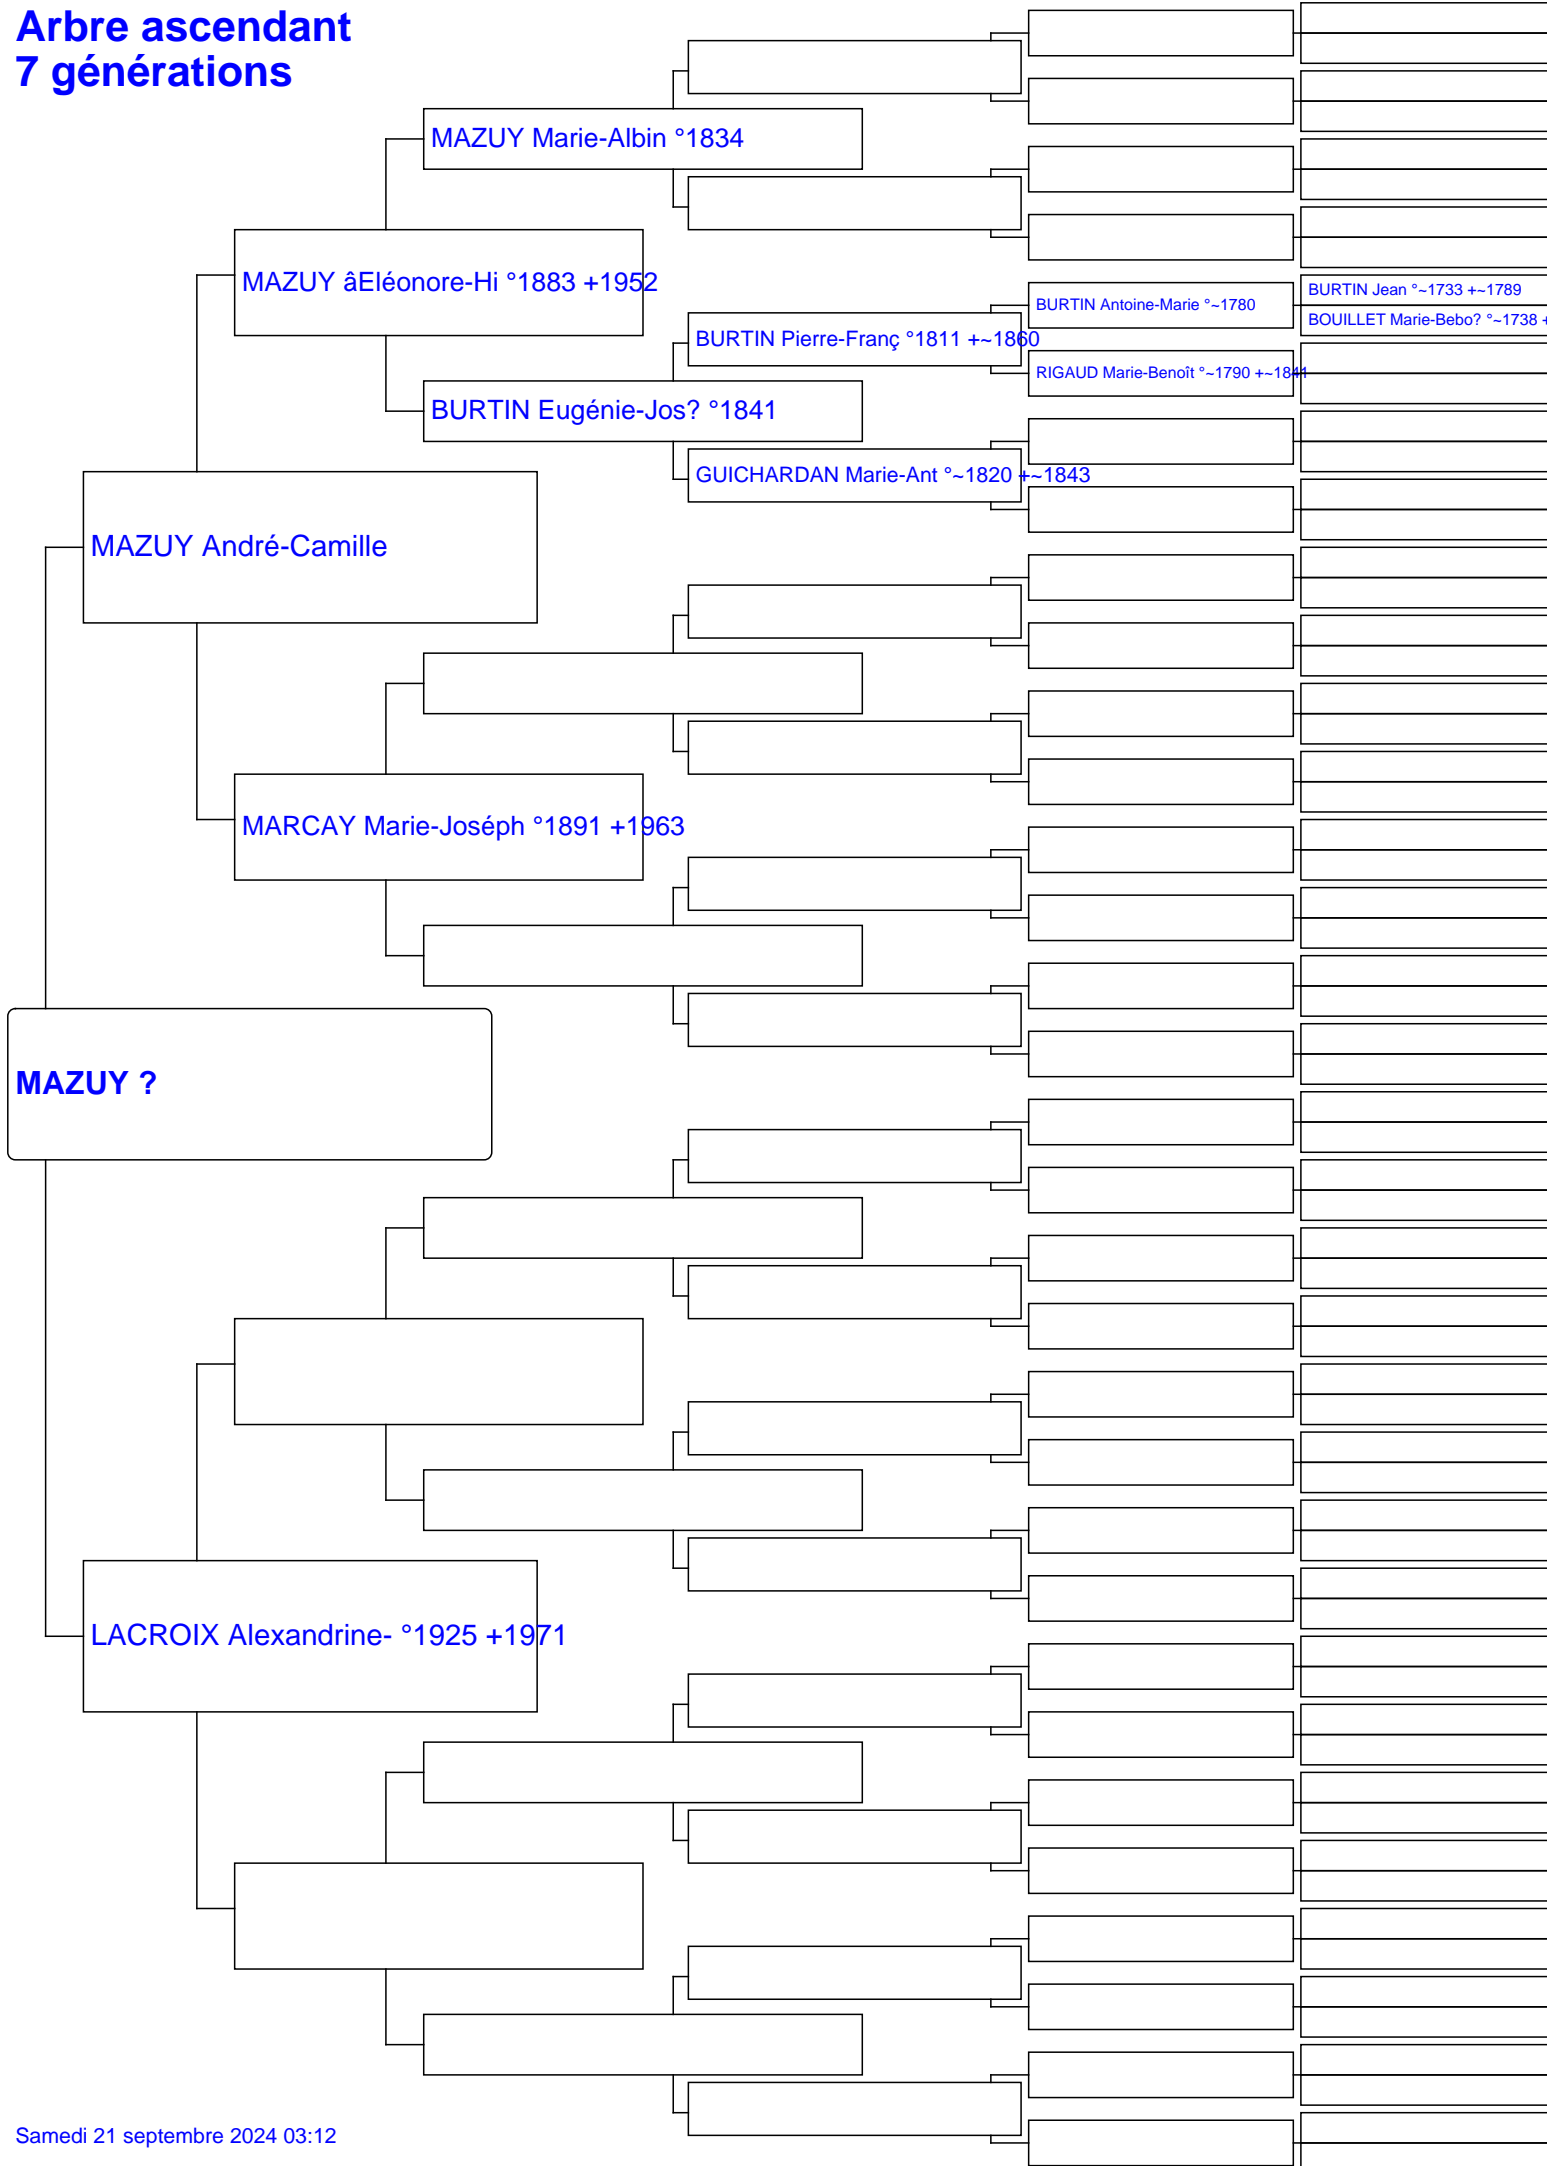 Arbre ascendant
7 générations
MAZUY Marie-Albin °1834
MAZUY âEléonore-Hi °1883 +1952
BURTIN Jean °~1733 +~1789
BURTIN Antoine-Marie °~1780
BOUILLET Marie-Bebo? °~1738 +
BURTIN Pierre-Franç °1811 +~1860
RIGAUD Marie-Benoît °~1790 +~1841
BURTIN Eugénie-Jos? °1841
GUICHARDAN Marie-Ant °~1820 +~1843
MAZUY André-Camille
MARCAY Marie-Joséph °1891 +1963
MAZUY ?
LACROIX Alexandrine- °1925 +1971
Samedi 21 septembre 2024 03:12